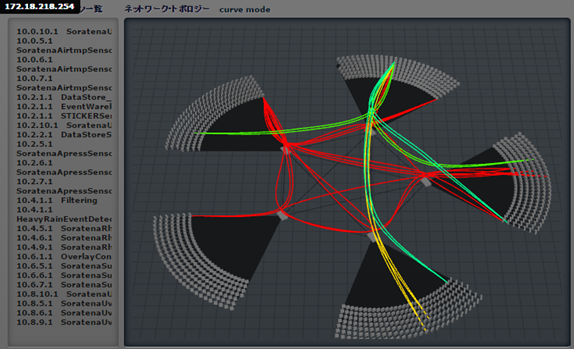 172.18.218.254
ン一覧
ネットワークトポロジー curve mode
10.0.10.1 SoratenaU
10.0.5.1
SoratenaAirtmpSensc
10.0.6.1
SoratenaAirtmpSensc
10.0.7.1
SoratenaAirtmpSensc
10.2.1.1 DataStore_
10.2.1.1 EventWareh
10.2.1.1 STICKERSer
10.2.10.1 SoratenaU
10.2.2.1 DataStoreS
10.2.5.1
SoratenaApressSensc
10.2.6.1
SoratenaApressSensc
10.2.7.1
SoratenaApressSensc
10.4.1.1 Filtering
10.4.1.1
HeavyRainEventDetec
10.4.5.1 SoratenaRh
10.4.6.1 SoratenaRh
10.4.9.1 SoratenaRh
10.6.1.1 OverlayCon
10.6.5.1 SoratenaSu
10.6.6.1 SoratenaSu
10.6.7.1 SoratenaSu
10.8.10.1 SoratenaU
10.8.5.1 SoratenaUv
10.8.6.1 SoratenaUv
10.8.9.1 SoratenaUv